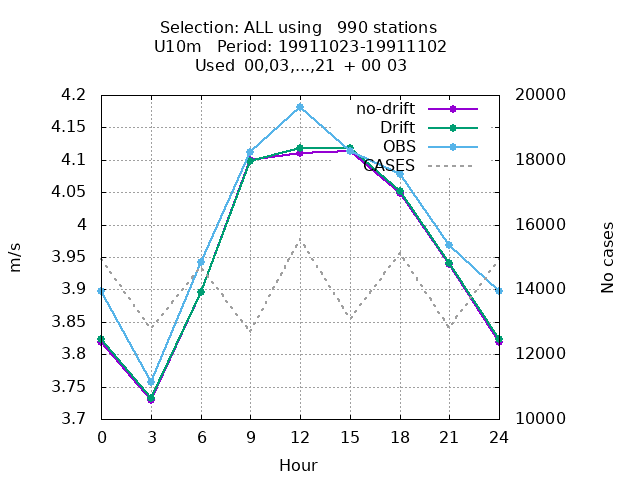 Selection: ALL using   990 stations
U10m   Period: 19911023-19911102
Used  00,03,...,21  + 00 03
4.2
4.15
4.1
4.05
4
3.95
3.9
3.85
3.8
3.75
3.7
m/s
no-drift
Drift
OBS
CASES
20000
18000
16000
14000
12000
10000
No cases
0 3 6 9 12 15 18 21 24
Hour